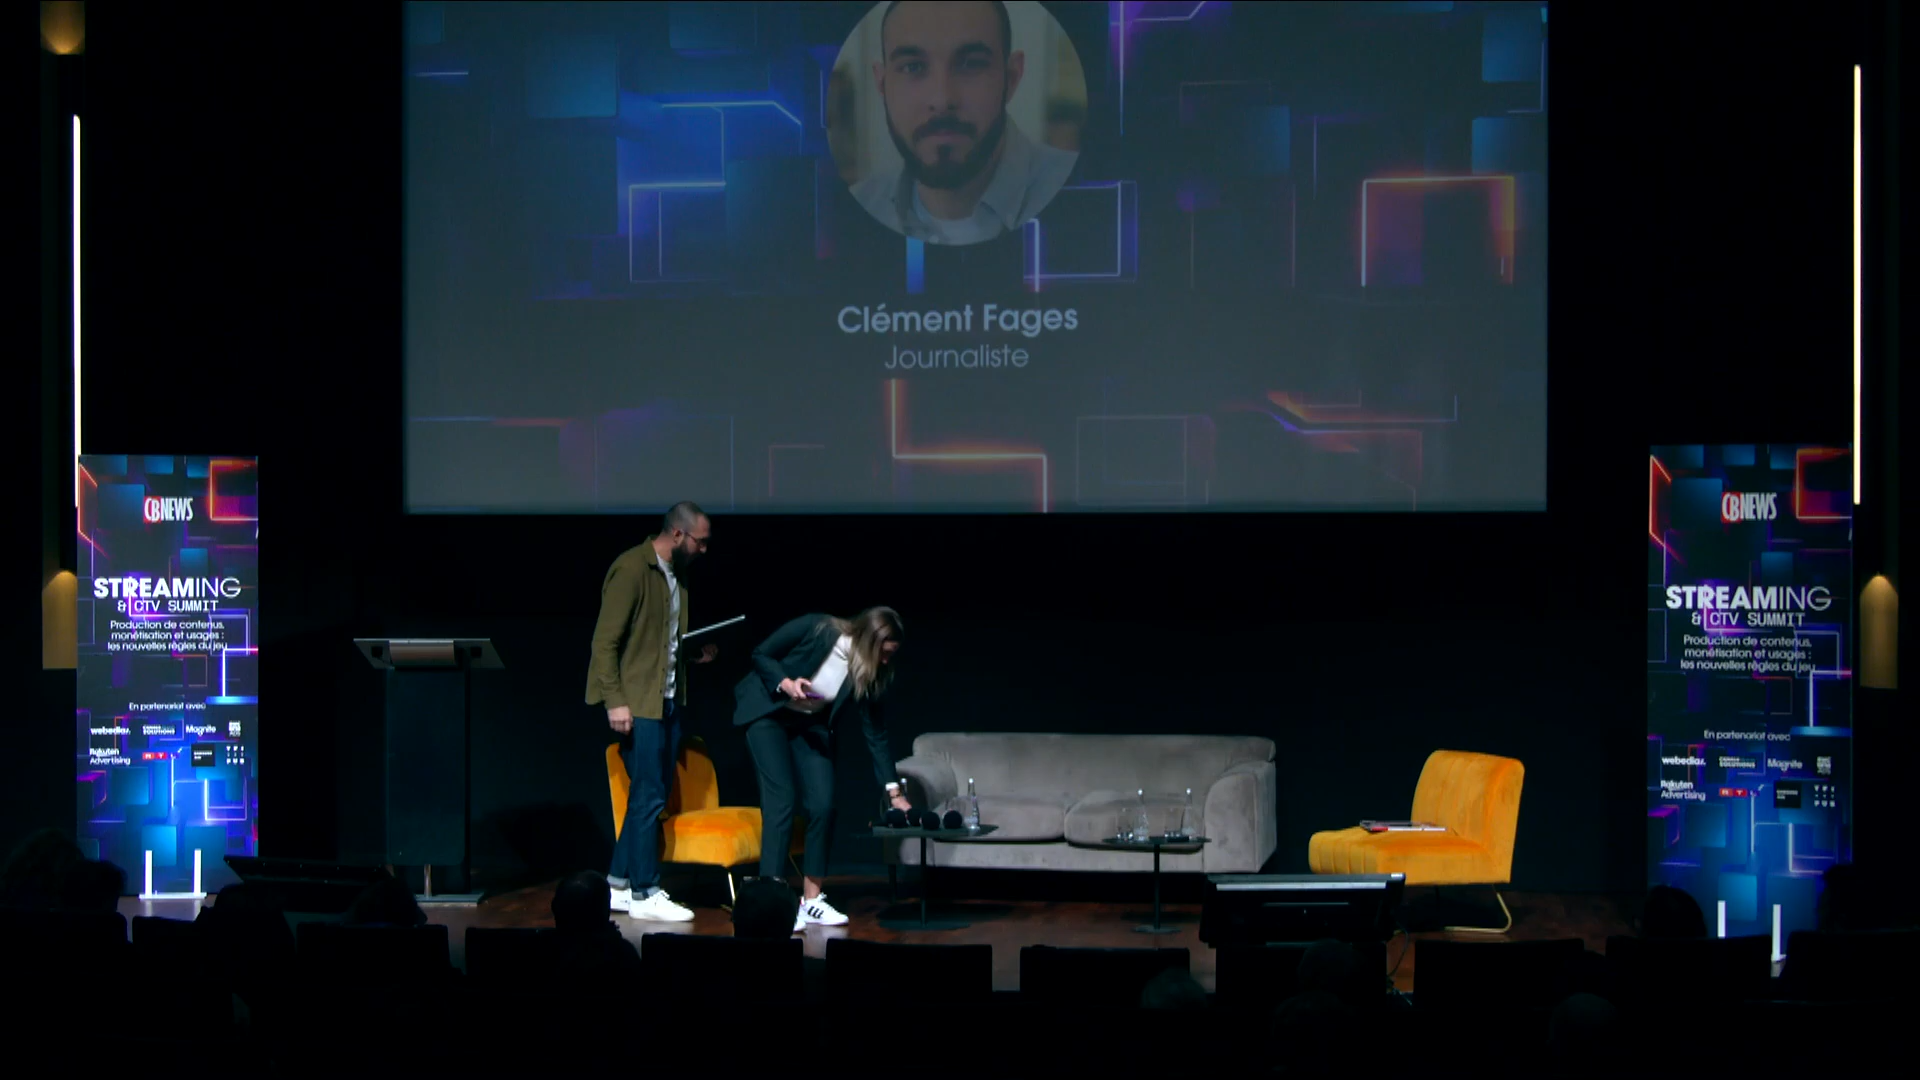 Clément Fages
Journaliste
CBNEWS
STREAMING
& CTV SUMMIT
Production de contenus,
monétisation et usages :
les nouvelles règles du jeu
En partenariat avec
webedia.
Magnite
Rakuten
Advertising
CBNEWS
STREAMING
& CTV SUMMIT
Production de contenus,
monétisation et usages :
les nouvelles règles du jeu
En partenariat avec
webedia.
Magnite
Rakuten
Advertising